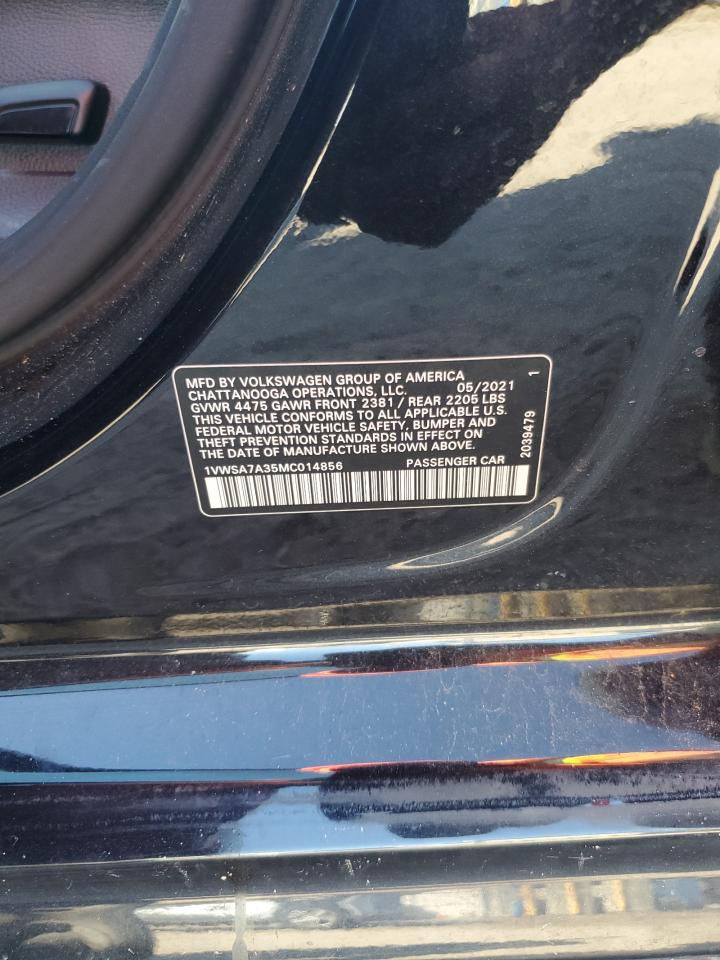 MFD BY VOLKSWAGEN GROUP OF AMERICA
CHATTANOOGA OPERATIONS, LLC. 05/2021 1
GVWR 4475 GAWR FRONT 2381 / REAR 2205 LBS
THIS VEHICLE CONFORMS TO ALL APPLICABLE U.S.
FEDERAL MOTOR VEHICLE SAFETY, BUMPER AND
THEFT PREVENTION STANDARDS IN EFFECT ON
THE DATE OF MANUFACTURE SHOWN ABOVE.
1VWSA7A35MC014856 PASSENGER CAR
2039479